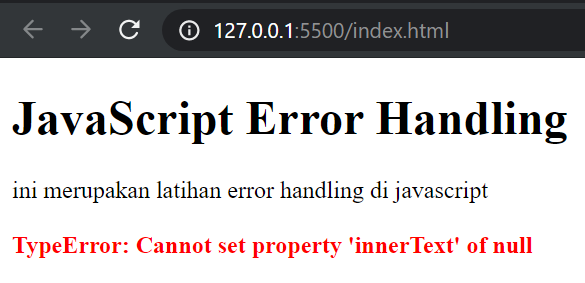 127.0.0.1:5500/index.html
JavaScript Error Handling
ini merupakan latihan error handling di javascript
TypeError: Cannot set property 'innerText' of null